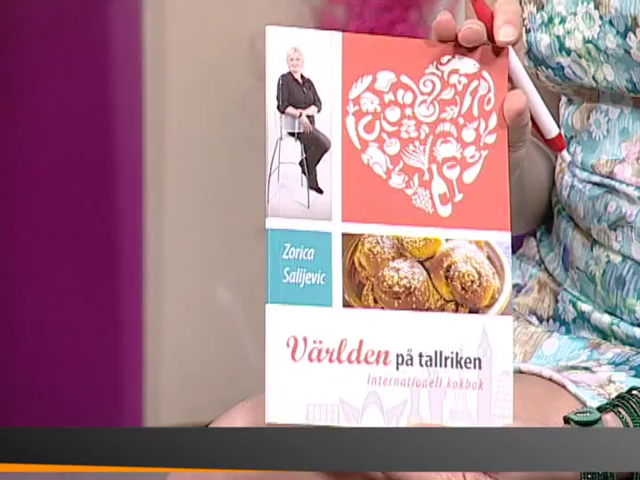 Zorica
Salijevic
Världen på tallriken
Internationell kokbok